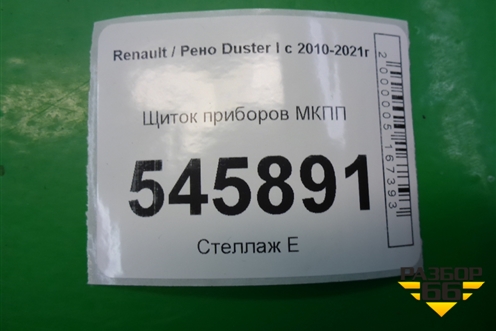 Renault / Рено Duster I с 2010-2021г
Щиток приборов МКПП
545891
Стеллаж Е
2000005167393
РАЗБОР
66